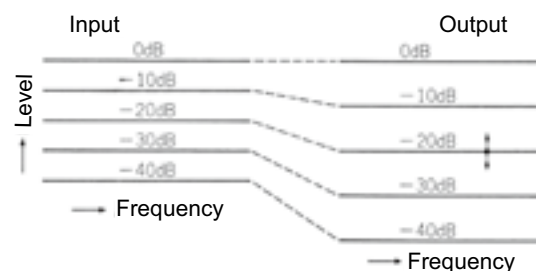 Input
Output
0dB
0dB
-10dB
-10dB
-20dB
-20dB
-30dB
-30dB
-40dB
-40dB
Level
Frequency
Frequency